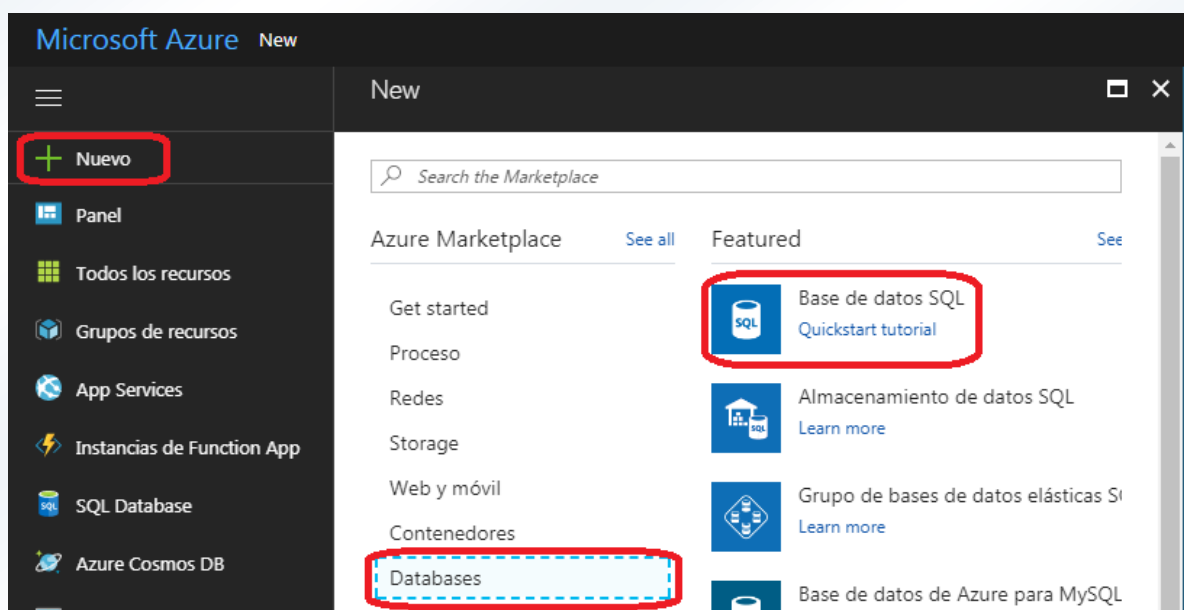 Microsoft Azure New
New
Nuevo
Panel
Todos los recursos
Grupos de recursos
App Services
Instancias de Function App
SQL Database
Azure Cosmos DB
Search the Marketplace
Azure Marketplace See all
Get started
Proceso
Redes
Storage
Web y móvil
Contenedores
Databases
Featured See
SQL
Base de datos SQL
Quickstart tutorial
SQL
Almacenamiento de datos SQL
Learn more
Grupo de bases de datos elásticas
Learn more
Base de datos de Azure para MySQL